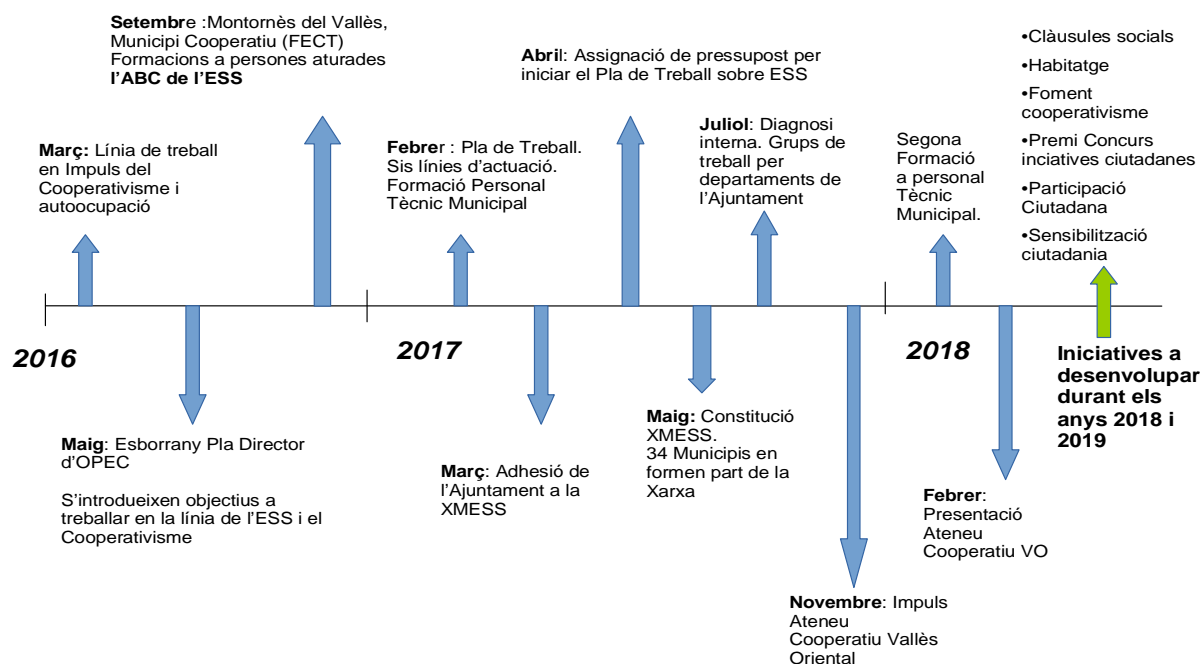 Setembre :Montornès del Vallès,
Municipi Cooperatiu (FECT)
Formacions a persones aturades
l'ABC de l'ESS
Març: Línia de treball
en Impuls del
Cooperativisme i
autoocupació
Febrer : Pla de Treball.
Sis línies d'actuació.
Formació Personal
Tècnic Municipal
Abril: Assignació de pressupost per
iniciar el Pla de Treball sobre ESS
Juliol: Diagnosi
interna. Grups de
treball per
departaments de
l'Ajuntament
Segona
Formació
a personal
Tècnic
Municipal.
•Clàusules socials
•Habitatge
•Foment
cooperativisme
•Premi Concurs
inciatives ciutadanes
•Participació
Ciutadana
•Sensibilització
ciutadania
2016
2017
2018
Maig: Esborrany Pla Director
d'OPEC
S'introdueixen objectius a
treballar en la línia de l'ESS i el
Cooperativisme
Març: Adhesió de
l'Ajuntament a la
XMESS
Maig: Constitució
XMESS.
34 Municipis en
formen part de la
Xarxa
Novembre: Impuls
Ateneu
Cooperatiu Vallès
Oriental
Febrer:
Presentació
Ateneu
Cooperatiu VO
Iniciatives a
desenvolupar
durant els
anys 2018 i
2019